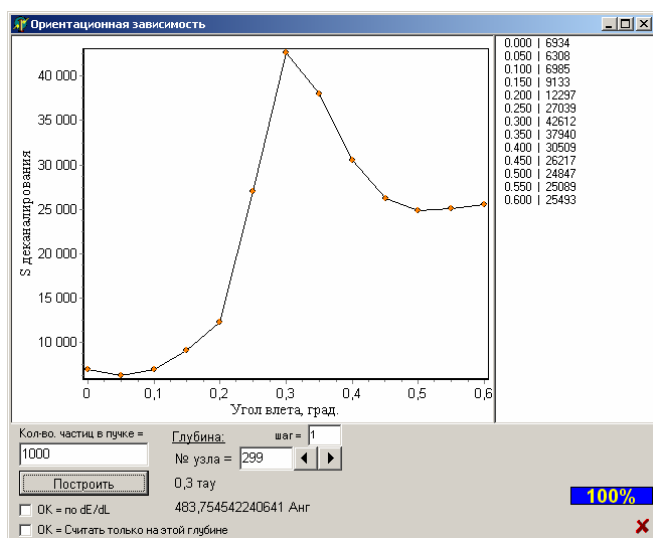 Ориентационная зависимость
40 000
35 000
30 000
25 000
20 000
15 000
10 000
S деканалирования
0 0,1 0,2 0,3 0,4 0,5 0,6
Угол влета, град.
0.000 | 6934
0.050 | 6308
0.100 | 6985
0.150 | 9133
0.200 | 12297
0.250 | 27039
0.300 | 42612
0.350 | 37940
0.400 | 30509
0.450 | 26217
0.500 | 24847
0.550 | 25089
0.600 | 25493
Кол-во. частиц в пучке =
1000
Построить
OK = по dE/dL
OK = Считать только на этой глубине
Глубина: шаг = 1
№ узла = 299
0,3 тау
483,754542240641 Анг
100%